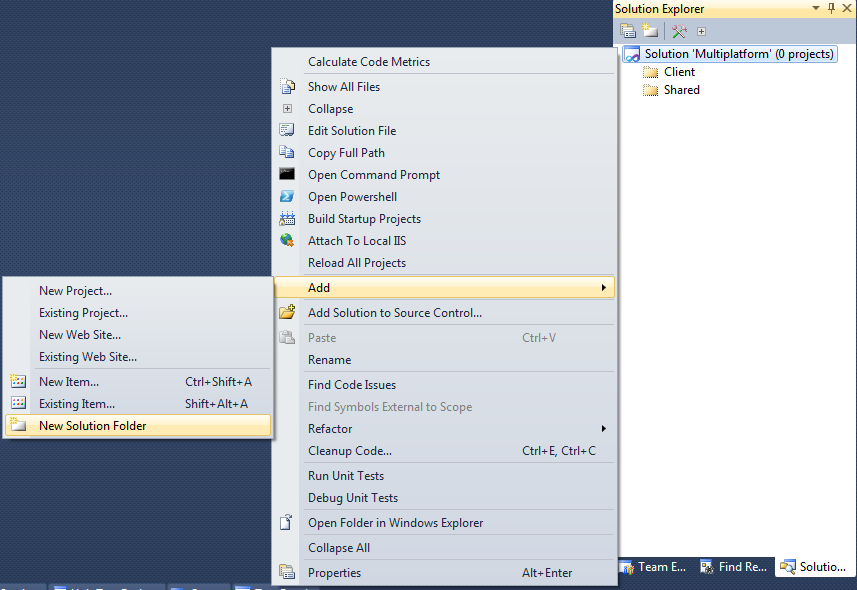 Solution Explorer
Solution 'Multiplatform' (0 projects)
Client
Shared
Calculate Code Metrics
Show All Files
Collapse
Edit Solution File
Copy Full Path
Open Command Prompt
Open Powershell
Build Startup Projects
Attach To Local IIS
Reload All Projects
Add
Add Solution to Source Control...
Paste Ctrl+V
Rename
Find Code Issues
Find Symbols External to Scope
Refactor
Cleanup Code... Ctrl+E, Ctrl+C
Run Unit Tests
Debug Unit Tests
Open Folder in Windows Explorer
Collapse All
Properties Alt+Enter
New Project...
Existing Project...
New Web Site...
Existing Web Site...
New Item... Ctrl+Shift+A
Existing Item... Shift+Alt+A
New Solution Folder
Team E... Find Re... Solutio...